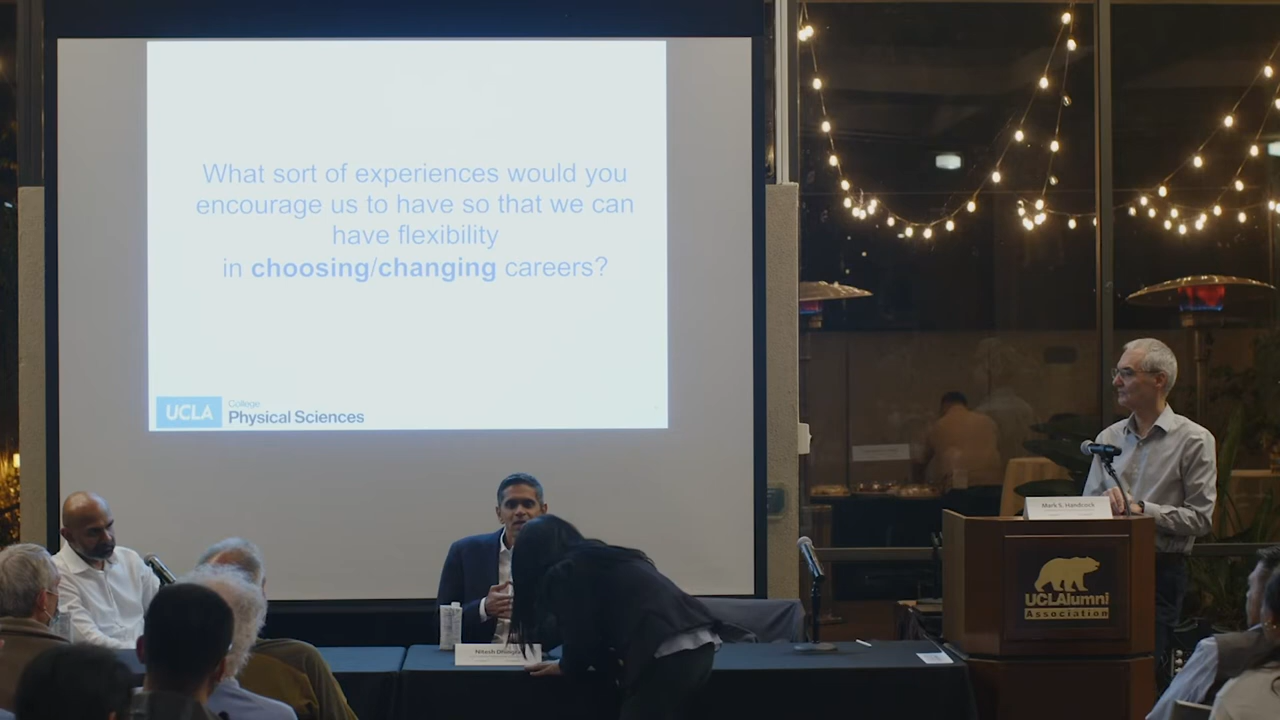 What sort of experiences would you
encourage us to have so that we can
have flexibility
in choosing/changing careers?
UCLA
College
Physical Sciences
Mark S. Handcock
UCLAlumni
Association
Nitash